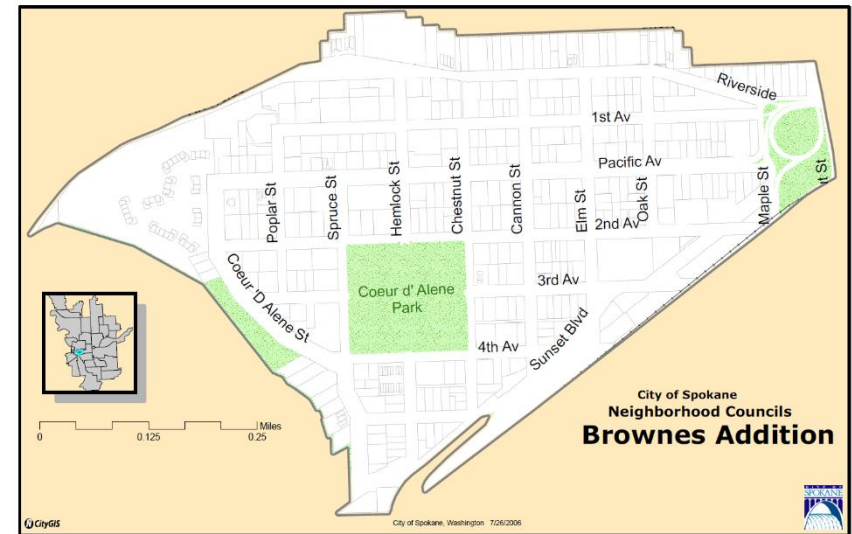 Riverside
1st Av
Pacific Av
Poplar St
Spruce St
Hemlock St
Chestnut St
Cannon St
Elm St
Oak St
Maple St
ut St
2nd Av
Coeur 'D Alene St
Coeur d' Alene
Park
3rd Av
4th Av
Sunset Blvd
Miles
0
0.125
0.25
City of Spokane
Neighborhood Councils
Brownes Addition
CityGIS
City of Spokane, Washington 7/26/2006
CITY OF
SPOKANE